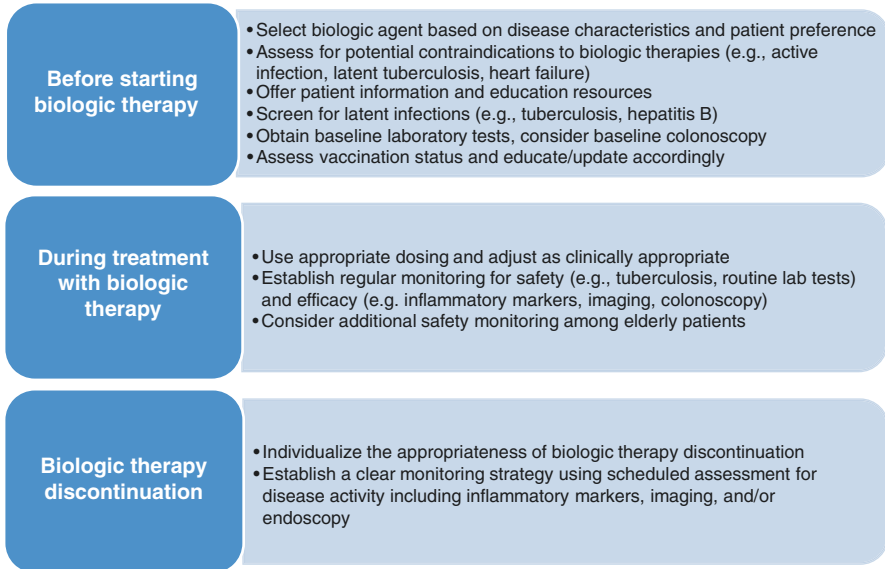 Before starting
biologic therapy
•Select biologic agent based on disease characteristics and patient preference
•Assess for potential contraindications to biologic therapies (e.g., active
infection, latent tuberculosis, heart failure)
•Offer patient information and education resources
•Screen for latent infections (e.g., tuberculosis, hepatitis B)
•Obtain baseline laboratory tests, consider baseline colonoscopy
•Assess vaccination status and educate/update accordingly
During treatment
with biologic
therapy
•Use appropriate dosing and adjust as clinically appropriate
•Establish regular monitoring for safety (e.g., tuberculosis, routine lab tests)
and efficacy (e.g. inflammatory markers, imaging, colonoscopy)
•Consider additional safety monitoring among elderly patients
Biologic therapy
discontinuation
•Individualize the appropriateness of biologic therapy discontinuation
•Establish a clear monitoring strategy using scheduled assessment for
disease activity including inflammatory markers, imaging, and/or
endoscopy